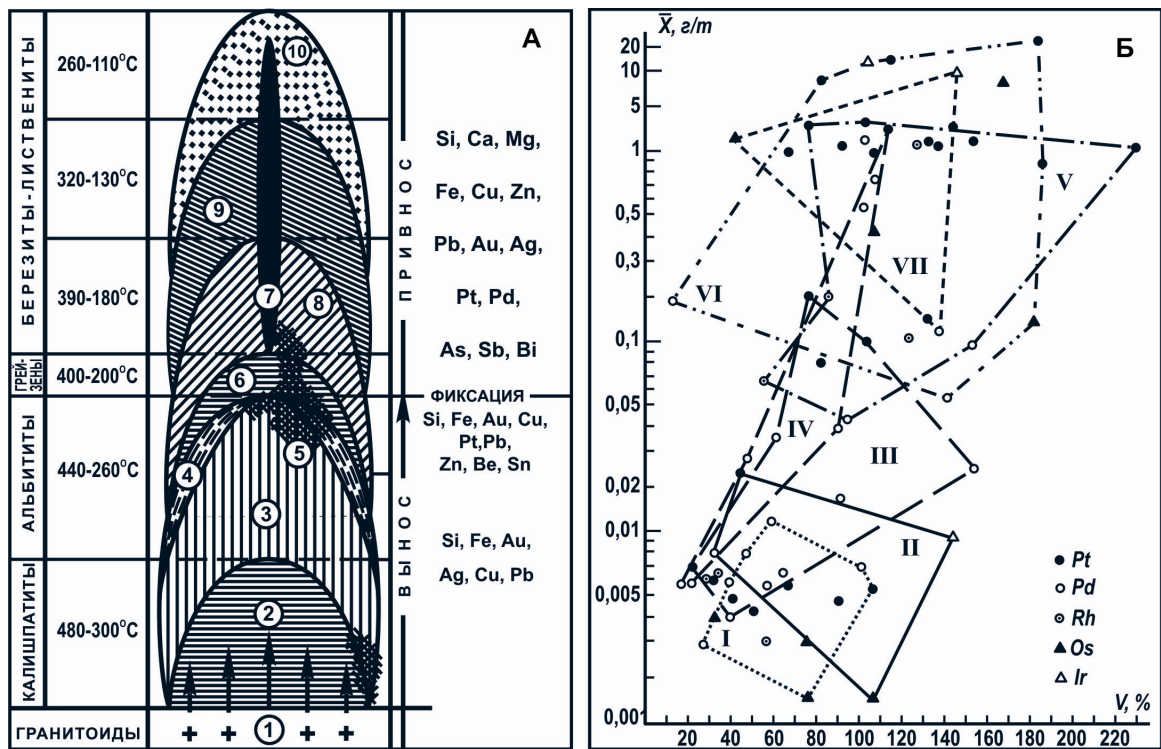 А
БЕРЕЗИТЫ-ЛИСТВЕНИТЫ
260-110°C
320-130°C
390-180°C
ГРЕЙ-
ЗЕНЫ
400-200°C
АЛЬБИТИТЫ
440-260°C
КАЛИШПАТИТЫ
480-300°C
ГРАНИТОИДЫ
10
9
8
7
6
5
4
3
2
1
ПРИВНОС
Si, Ca, Mg,
Fe, Cu, Zn,
Pb, Au, Ag,
Pt, Pd,
As, Sb, Bi
ФИКСАЦИЯ
ВЫНОС
Si, Fe, Au, Cu,
Pt,Pb,
Zn, Be, Sn
Si, Fe, Au,
Ag, Cu, Pb
Б
X̅, г/т
20
10
5
1
0,5
0,3
0,1
0,05
0,02
0,01
0,005
0,001
V
VII
VI
IV
III
II
I
Pt
Pd
Rh
Os
Ir
V, %
20 40 60 80 100 120 140 160 180 200 220